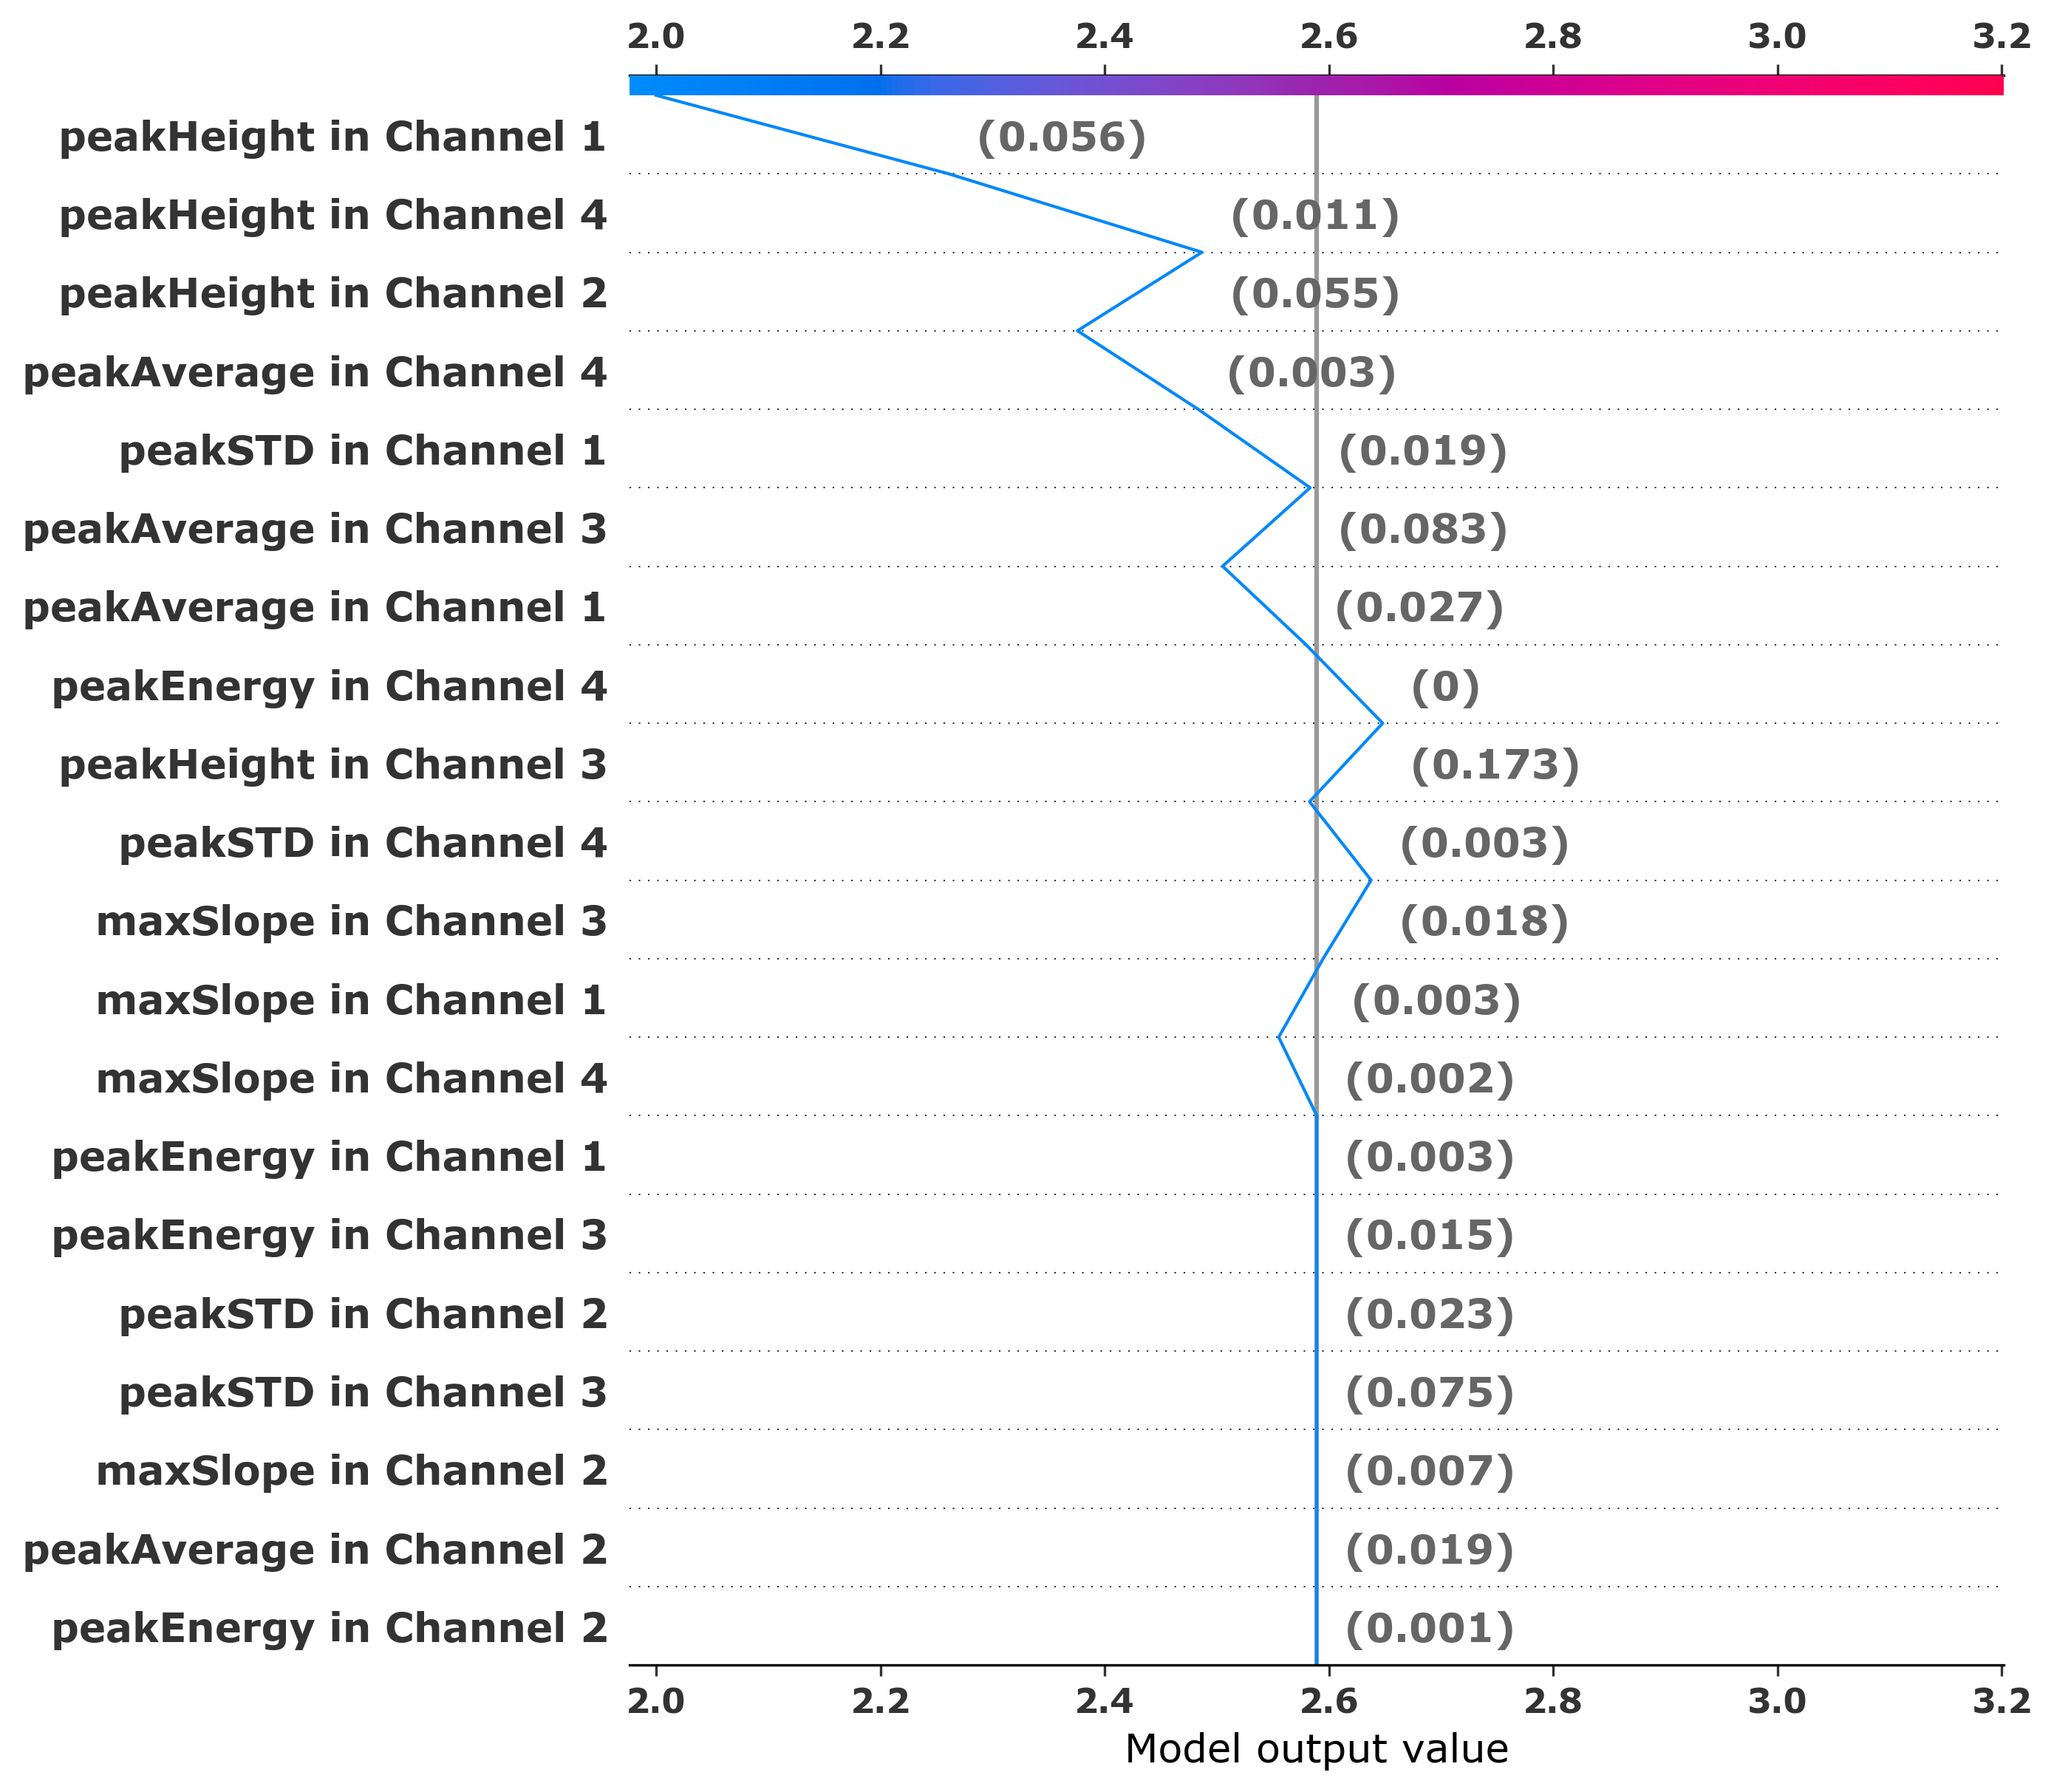 2.0 2.2 2.4 2.6 2.8 3.0 3.2
peakHeight in Channel 1 (0.056)
peakHeight in Channel 4 (0.011)
peakHeight in Channel 2 (0.055)
peakAverage in Channel 4 (0.003)
peakSTD in Channel 1 (0.019)
peakAverage in Channel 3 (0.083)
peakAverage in Channel 1 (0.027)
peakEnergy in Channel 4 (0)
peakHeight in Channel 3 (0.173)
peakSTD in Channel 4 (0.003)
maxSlope in Channel 3 (0.018)
maxSlope in Channel 1 (0.003)
maxSlope in Channel 4 (0.002)
peakEnergy in Channel 1 (0.003)
peakEnergy in Channel 3 (0.015)
peakSTD in Channel 2 (0.023)
peakSTD in Channel 3 (0.075)
maxSlope in Channel 2 (0.007)
peakAverage in Channel 2 (0.019)
peakEnergy in Channel 2 (0.001)
2.0 2.2 2.4 2.6 2.8 3.0 3.2
Model output value